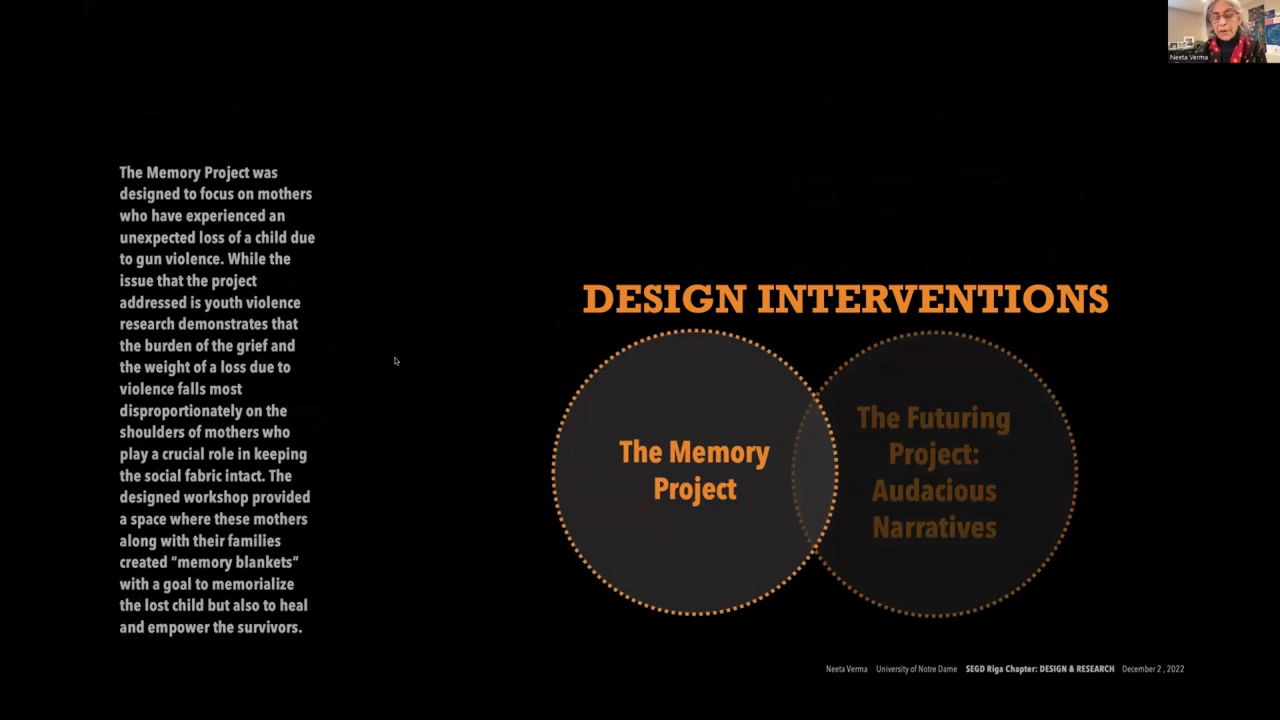 Neeta Verma
The Memory Project was
designed to focus on mothers
who have experienced an
unexpected loss of a child due
to gun violence. While the
issue that the project
addressed is youth violence
research demonstrates that
the burden of the grief and
the weight of a loss due to
violence falls most
disproportionately on the
shoulders of mothers who
play a crucial role in keeping
the social fabric intact. The
designed workshop provided
a space where these mothers
along with their families
created “memory blankets”
with a goal to memorialize
the lost child but also to heal
and empower the survivors.
DESIGN INTERVENTIONS
The Memory
Project
The Futuring
Project:
Audacious
Narratives
Neeta Verma University of Notre Dame SEGD Riga Chapter: DESIGN & RESEARCH December 2 , 2022